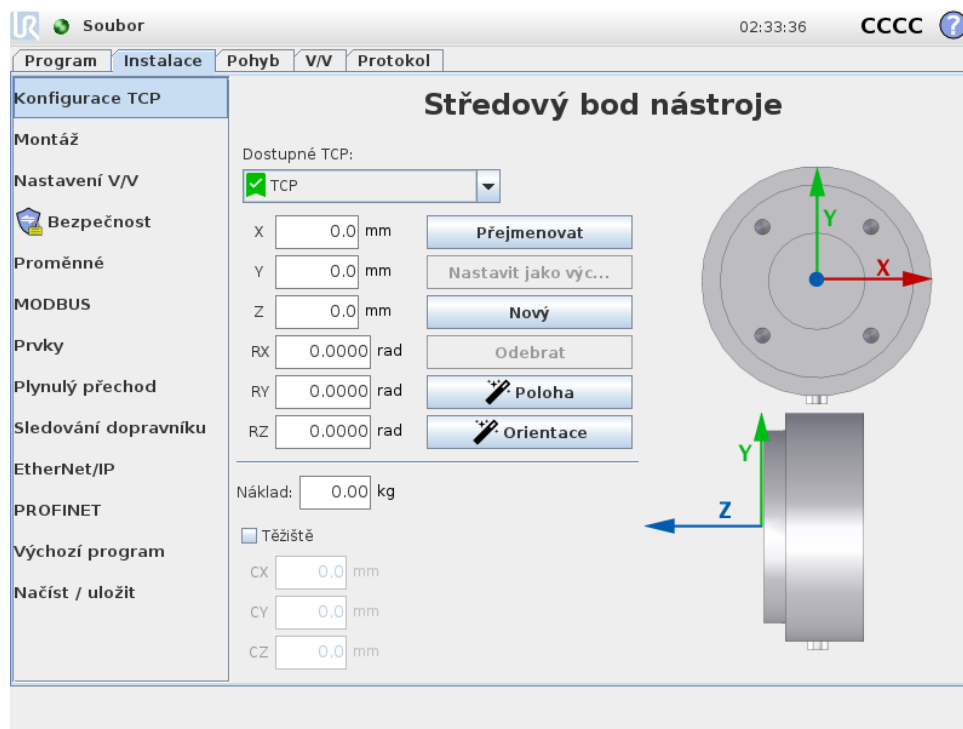 UR Soubor 02:33:36 CCCC ?
Program Instalace Pohyb V/V Protokol
Konfigurace TCP
Montáž
Nastavení V/V
Bezpečnost
Proměnné
MODBUS
Prvky
Plynulý přechod
Sledování dopravníku
EtherNet/IP
PROFINET
Výchozí program
Načíst / uložit
Středový bod nástroje
Dostupné TCP:
TCP
X 0.0 mm Přejmenovat
Y 0.0 mm Nastavit jako výc...
Z 0.0 mm Nový
RX 0.0000 rad Odebrat
RY 0.0000 rad Poloha
RZ 0.0000 rad Orientace
Náklad: 0.00 kg
Těžiště
CX 0.0 mm
CY 0.0 mm
CZ 0.0 mm
Y
X
Y
Z